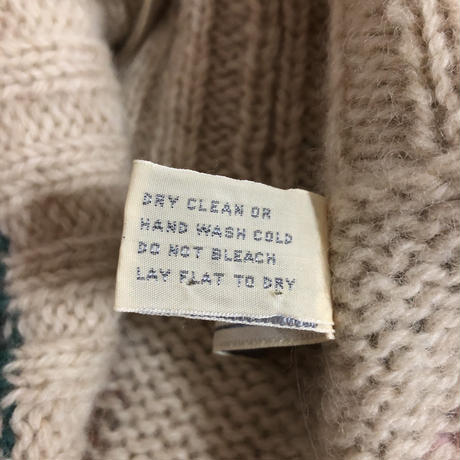 DRY CLEAN OR
HAND WASH COLD
DO NOT BLEACH
LAY FLAT TO DRY